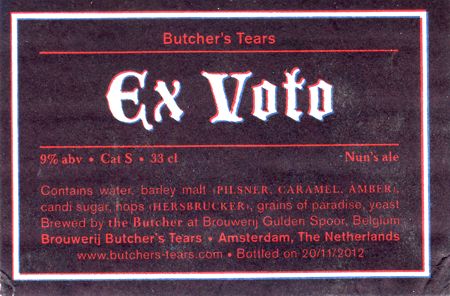 Butcher's Tears
Ex Voto
9% abv • Cat S • 33 cl Nun's ale
Contains water, barley malt (PILSNER, CARAMEL, AMBER),
candi sugar, hops (HERSBRUCKER), grains of paradise, yeast
Brewed by the Butcher at Brouwerij Gulden Spoor, Belgium
Brouwerij Butcher's Tears • Amsterdam, The Netherlands
www.butchers-tears.com • Bottled on 20/11/2012